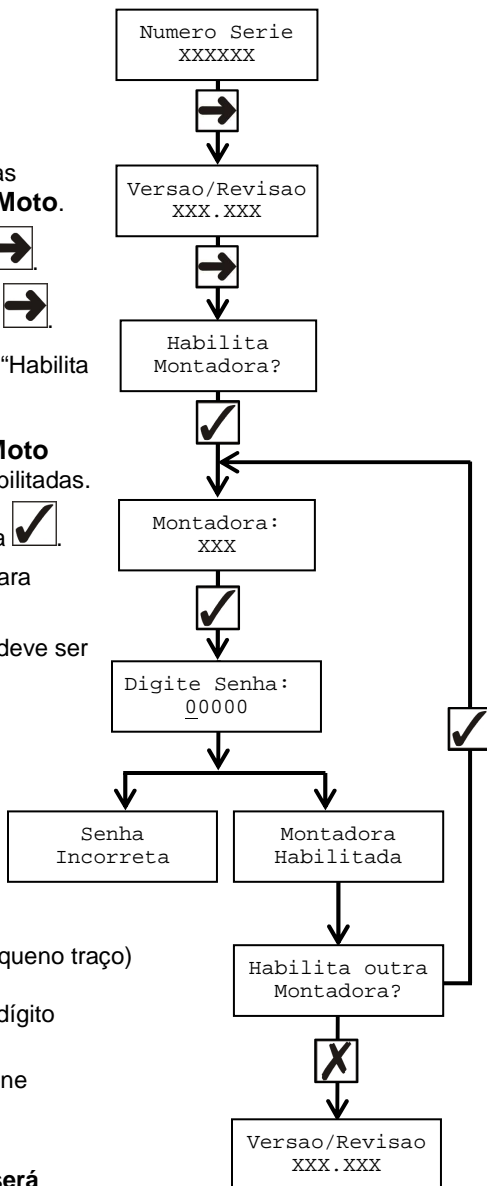 Numero Serie
XXXXXX
Versao/Revisao
XXX.XXX
Habilita
Montadora?
Montadora:
XXX
Digite Senha:
00000
Senha
Incorreta
Montadora
Habilitada
Habilita outra
Montadora?
Versao/Revisao
XXX.XXX
as
Moto.
.
.
“Habilita
Moto
bilitadas.
a .
ara
deve ser
queno traço)
dígito
ne
será